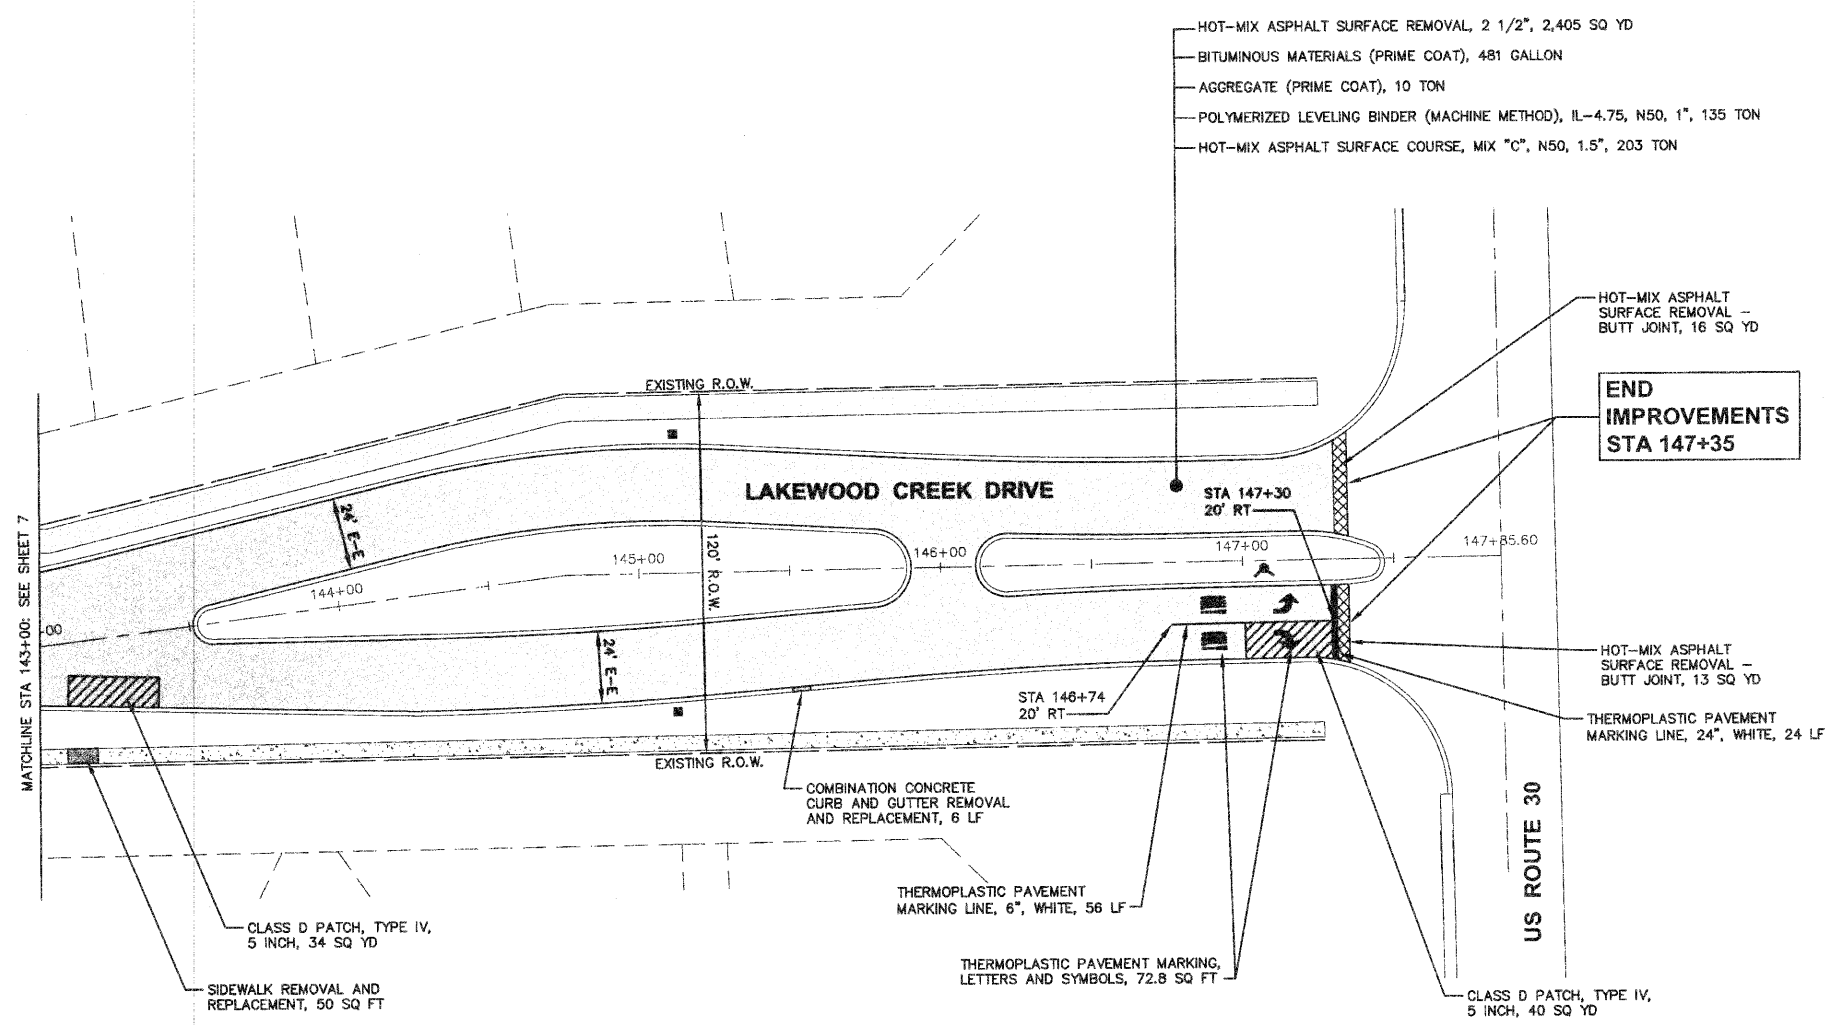 HOT-MIX ASPHALT SURFACE REMOVAL, 2 1/2", 2,405 SQ YD
BITUMINOUS MATERIALS (PRIME COAT), 481 GALLON
AGGREGATE (PRIME COAT), 10 TON
POLYMERIZED LEVELING BINDER (MACHINE METHOD), IL-4.75, N50, 1", 135 TON
HOT-MIX ASPHALT SURFACE COURSE, MIX "C", N50, 1.5", 203 TON
HOT-MIX ASPHALT
SURFACE REMOVAL -
BUTT JOINT, 16 SQ YD
END
IMPROVEMENTS
STA 147+35
EXISTING R.O.W.
LAKEWOOD CREEK DRIVE
STA 147+30
20' RT
24' E-E
120' R.O.W.
MATCHLINE STA 143+00: SEE SHEET 7
00
144+00
145+00
146+00
147+00
147+85.60
24' E-E
STA 146+74
20' RT
EXISTING R.O.W.
HOT-MIX ASPHALT
SURFACE REMOVAL -
BUTT JOINT, 13 SQ YD
THERMOPLASTIC PAVEMENT
MARKING LINE, 24", WHITE, 24 LF
COMBINATION CONCRETE
CURB AND GUTTER REMOVAL
AND REPLACEMENT, 6 LF
US ROUTE 30
THERMOPLASTIC PAVEMENT
MARKING LINE, 6", WHITE, 56 LF
CLASS D PATCH, TYPE IV,
5 INCH, 34 SQ YD
THERMOPLASTIC PAVEMENT MARKING,
LETTERS AND SYMBOLS, 72.8 SQ FT
SIDEWALK REMOVAL AND
REPLACEMENT, 50 SQ FT
CLASS D PATCH, TYPE IV,
5 INCH, 40 SQ YD